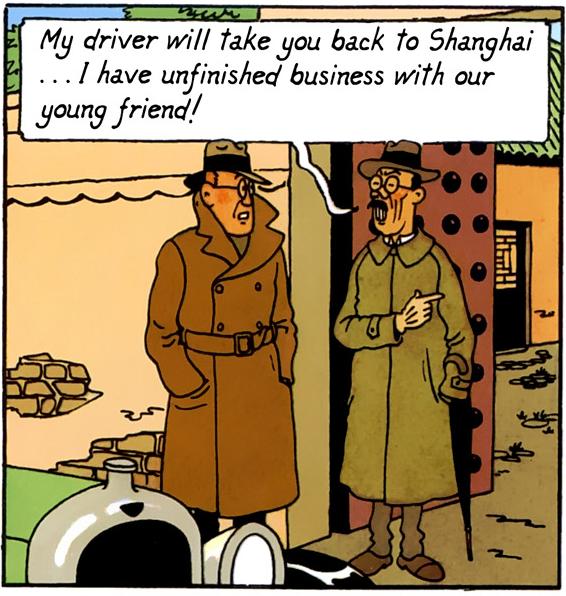 My driver will take you back to Shanghai
...I have unfinished business with our
young friend!